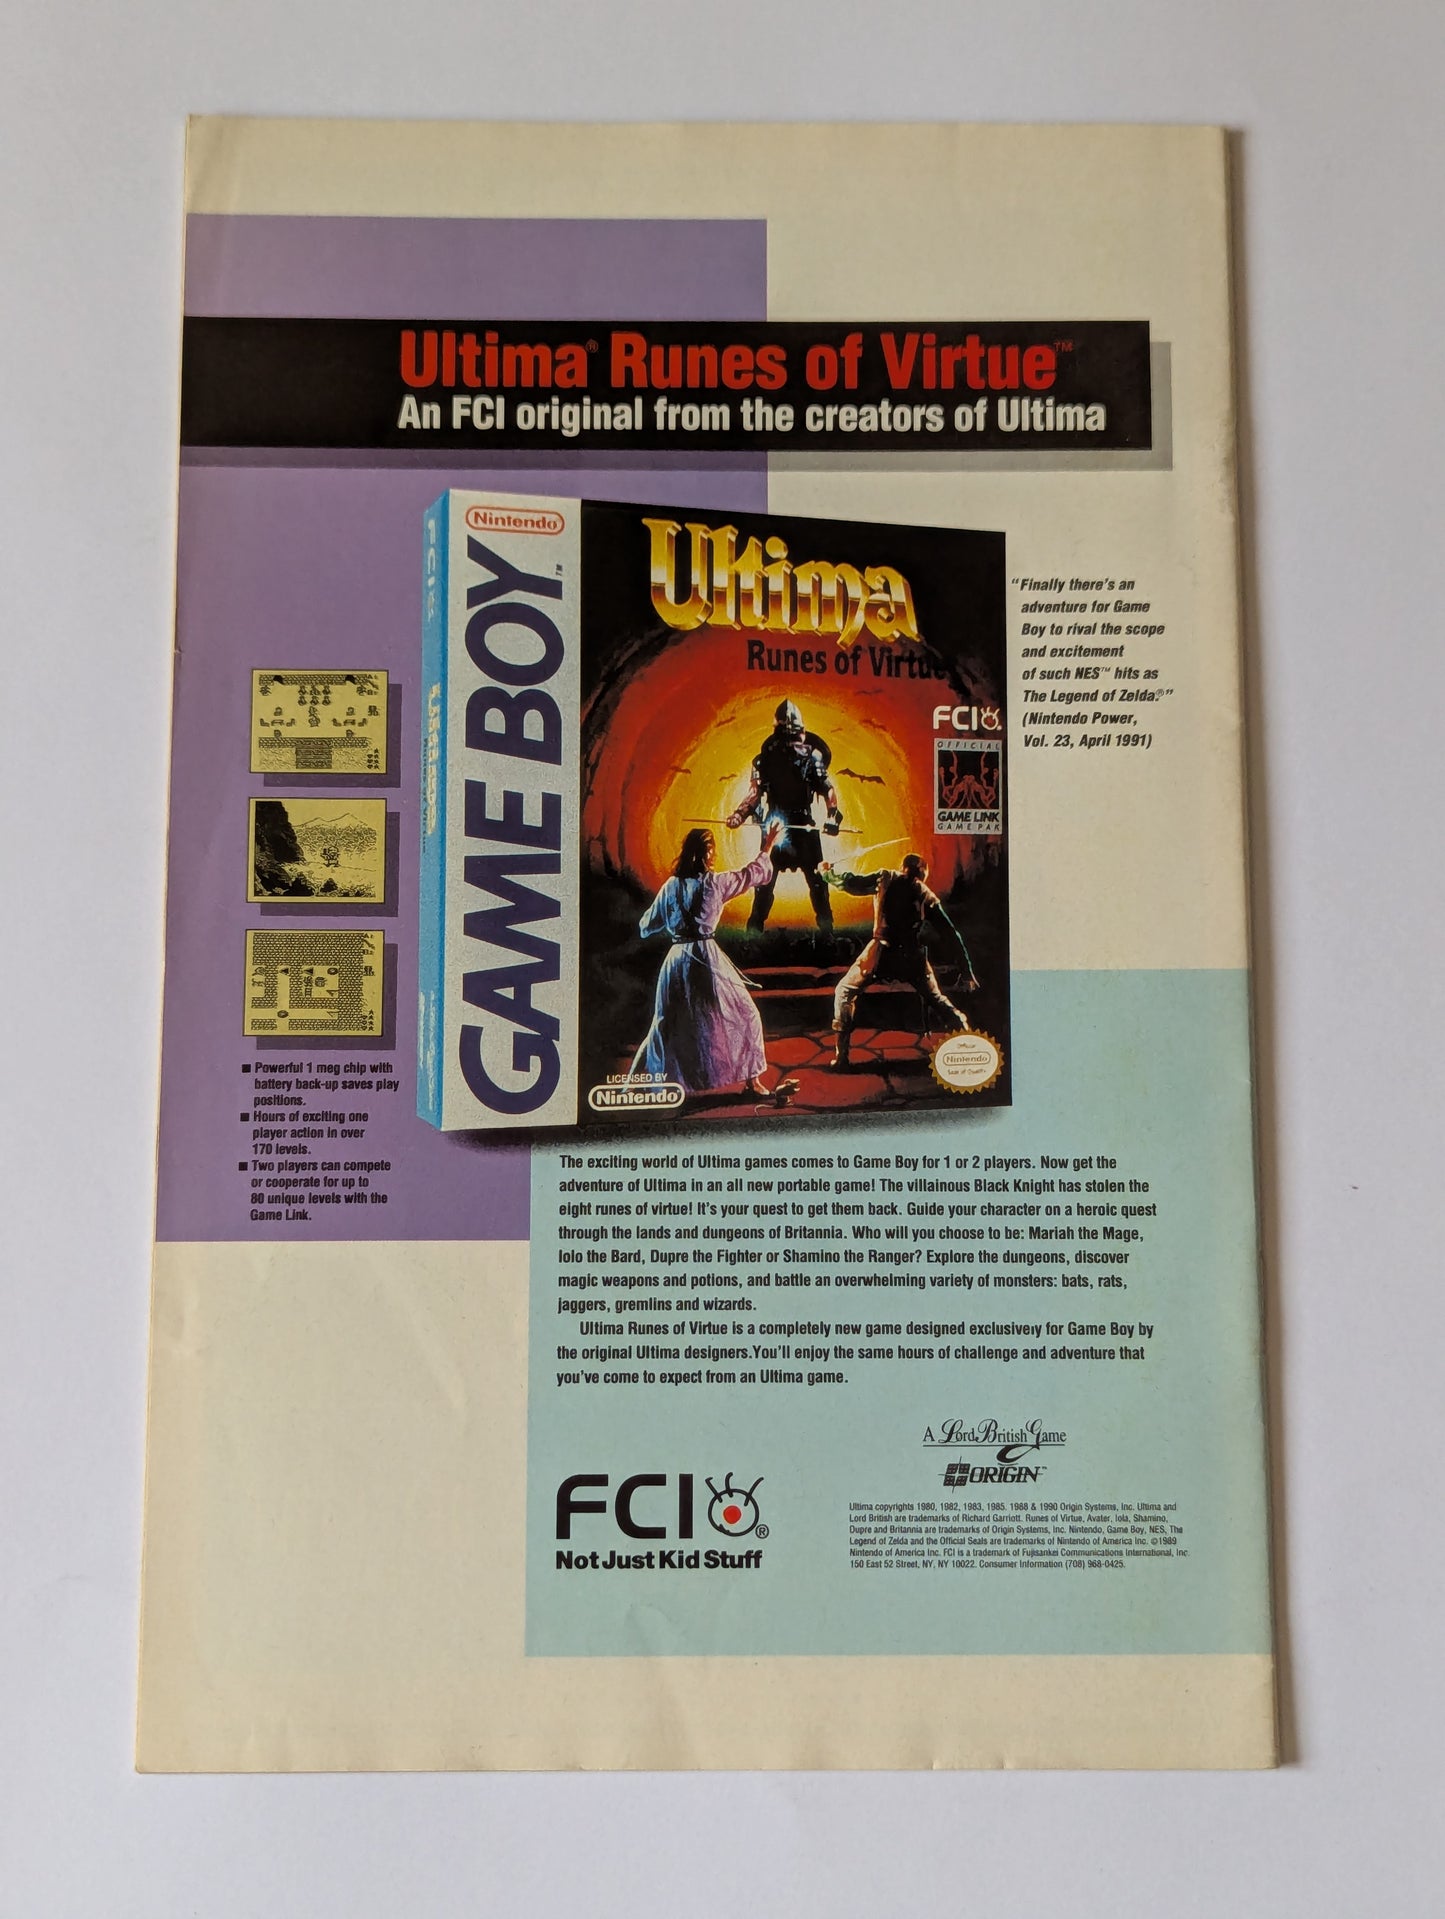 Ultima® Runes of Virtue™
An FCI original from the creators of Ultima
Nintendo
GAME BOY™
Ultima
Runes of Virtue
FCI®
OFFICIAL
GAME LINK
GAME PAK
Nintendo
LICENSED BY
Nintendo
“Finally there's an
adventure for Game
Boy to rival the scope
and excitement
of such NES™ hits as
The Legend of Zelda®.”
(Nintendo Power,
Vol. 23, April 1991)
■ Powerful 1 meg chip with
battery back-up saves play
positions.
■ Hours of exciting one
player action in over
170 levels.
■ Two players can compete
or cooperate for up to
80 unique levels with the
Game Link.
The exciting world of Ultima games comes to Game Boy for 1 or 2 players. Now get the
adventure of Ultima in an all new portable game! The villainous Black Knight has stolen the
eight runes of virtue! It's your quest to get them back. Guide your character on a heroic quest
through the lands and dungeons of Britannia. Who will you choose to be: Mariah the Mage,
Iolo the Bard, Dupre the Fighter or Shamino the Ranger? Explore the dungeons, discover
magic weapons and potions, and battle an overwhelming variety of monsters: bats, rats,
jaggers, gremlins and wizards.
Ultima Runes of Virtue is a completely new game designed exclusively for Game Boy by
the original Ultima designers.You'll enjoy the same hours of challenge and adventure that
you've come to expect from an Ultima game.
A Lord British Game
ORIGIN™
FCI®
Not Just Kid Stuff
Ultima copyrights 1980, 1982, 1983, 1985. 1988 & 1990 Origin Systems, Inc. Ultima and
Lord British are trademarks of Richard Garriott. Runes of Virtue, Avater, Iola, Shamino,
Dupre and Britannia are trademarks of Origin Systems, Inc. Nintendo, Game Boy, NES, The
Legend of Zelda and the Official Seals are trademarks of Nintendo of America Inc. ©1989
Nintendo of America Inc. FCI is a trademark of Fujisankei Communications International, Inc.
150 East 52 Street, NY, NY 10022. Consumer Information (708) 968-0425.